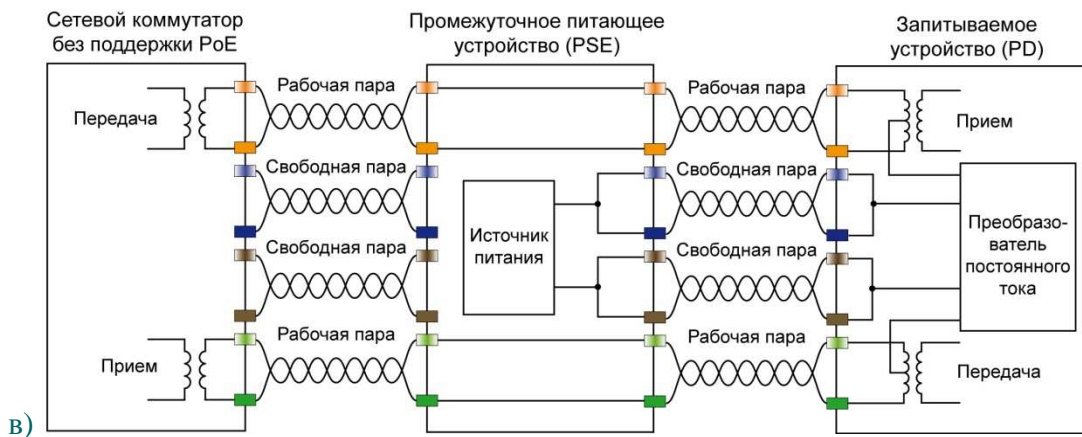 Сетевой коммутатор
без поддержки PoE
Промежуточное питающее
устройство (PSE)
Запитываемое
устройство (PD)
Передача
Рабочая пара
Рабочая пара
Прием
Свободная пара
Свободная пара
Источник
питания
Свободная пара
Свободная пара
Преобразо-
ователь
постоянного
тока
Прием
Рабочая пара
Рабочая пара
Передача
в)